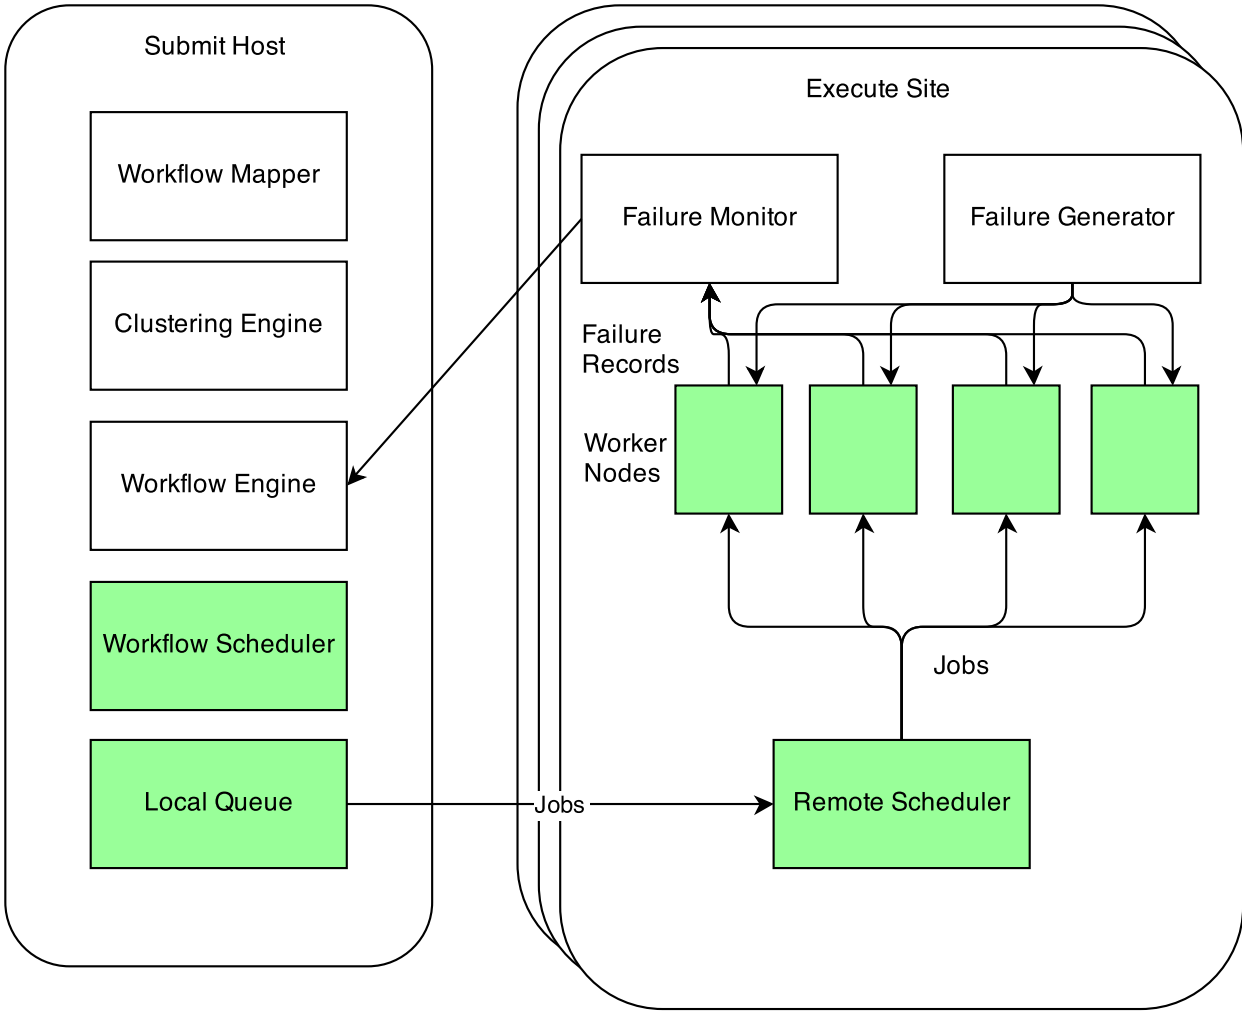 Submit Host
Workflow Mapper
Clustering Engine
Workflow Engine
Workflow Scheduler
Local Queue
Jobs
Execute Site
Failure Monitor
Failure Generator
Failure
Records
Worker
Nodes
Jobs
Remote Scheduler